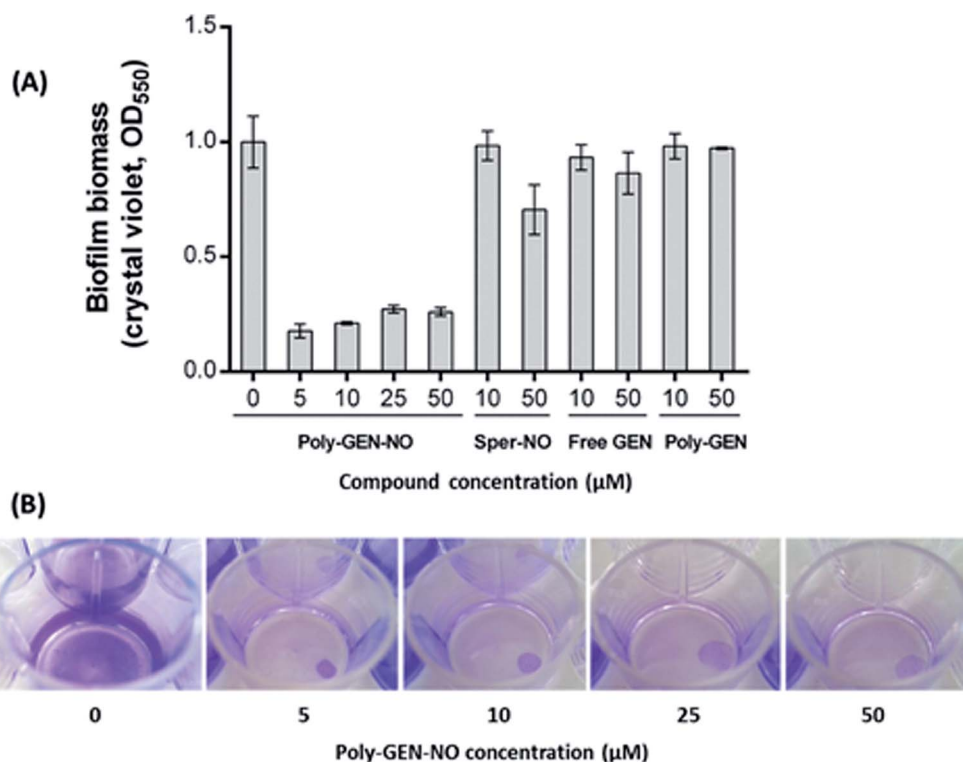 (A)
Biofilm biomass
(crystal violet, OD550)
1.5
1.0
0.5
0.0
0 5 10 25 50 10 50 10 50 10 50
Poly-GEN-NO Sper-NO Free GEN Poly-GEN
Compound concentration (µM)
(B)
0 5 10 25 50
Poly-GEN-NO concentration (µM)